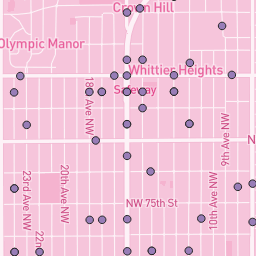 Crown Hill
Olympic Manor
Whittier Heights
Safeway
18th Ave NW
9th Ave NW
N
23rd Ave NW
20th Ave NW
NW 75th St
10th Ave NW
22n